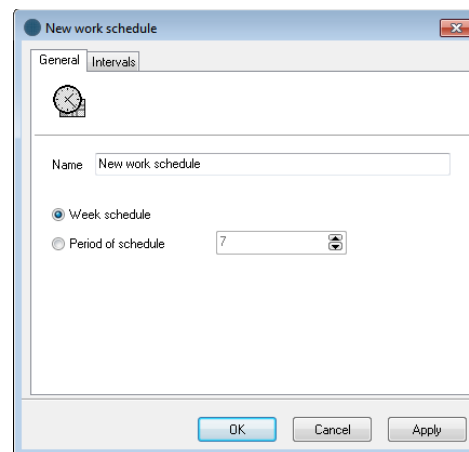 New work schedule
General Intervals
Name New work schedule
Week schedule
Period of schedule 7
OK Cancel Apply